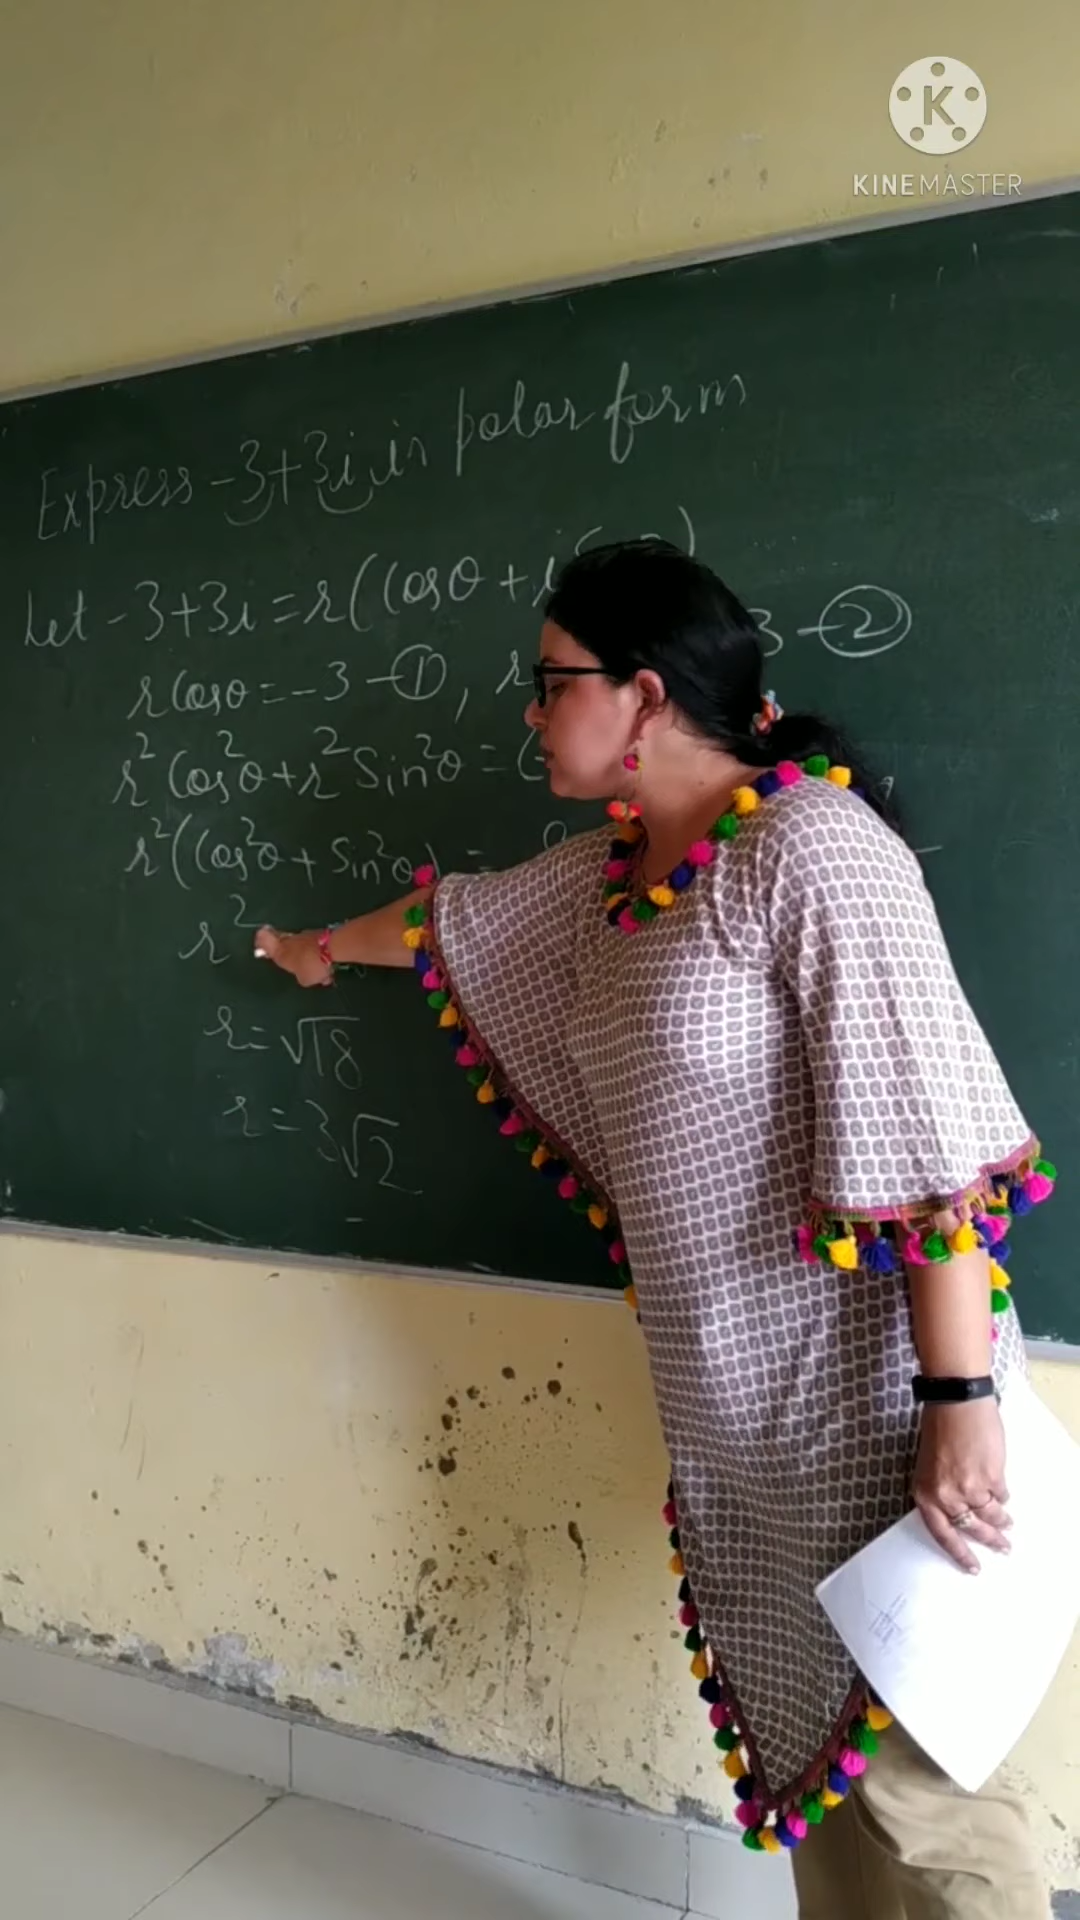 K
KINEMASTER
Express -3+3i in polar form
Let -3+3i = r(Cosθ + i
rCosθ = -3 - ①, r 3 - ②
r²Cos²θ + r²Sin²θ = (
r²(Cos²θ + Sin²θ) =
r²
r = √18
r = 3√2